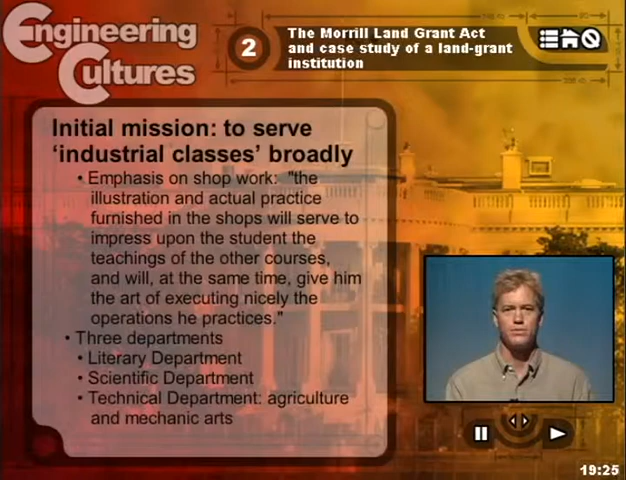 Engineering
Cultures
2
The Morrill Land Grant Act
and case study of a land-grant
institution
Initial mission: to serve
‘industrial classes’ broadly
• Emphasis on shop work: "the
illustration and actual practice
furnished in the shops will serve to
impress upon the student the
teachings of the other courses,
and will, at the same time, give him
the art of executing nicely the
operations he practices."
• Three departments
• Literary Department
• Scientific Department
• Technical Department: agriculture
and mechanic arts
19:25